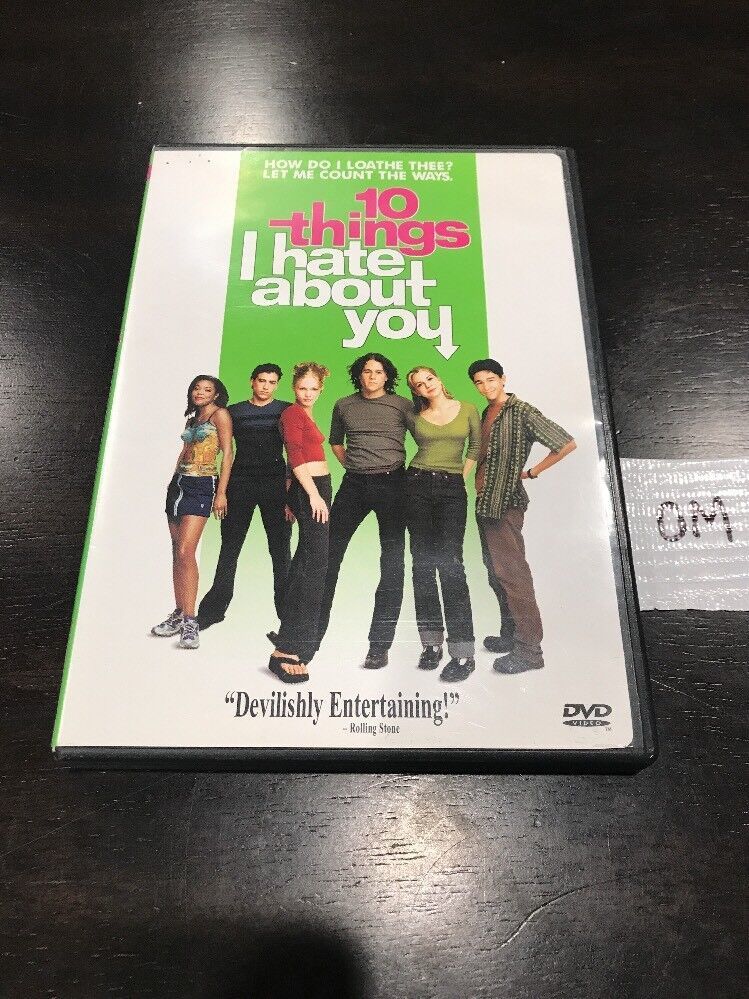 HOW DO I LOATHE THEE?
LET ME COUNT THE WAYS.
10
things
I hate
about
you
OM
“Devilishly Entertaining!”
– Rolling Stone
DVD
VIDEO
TM